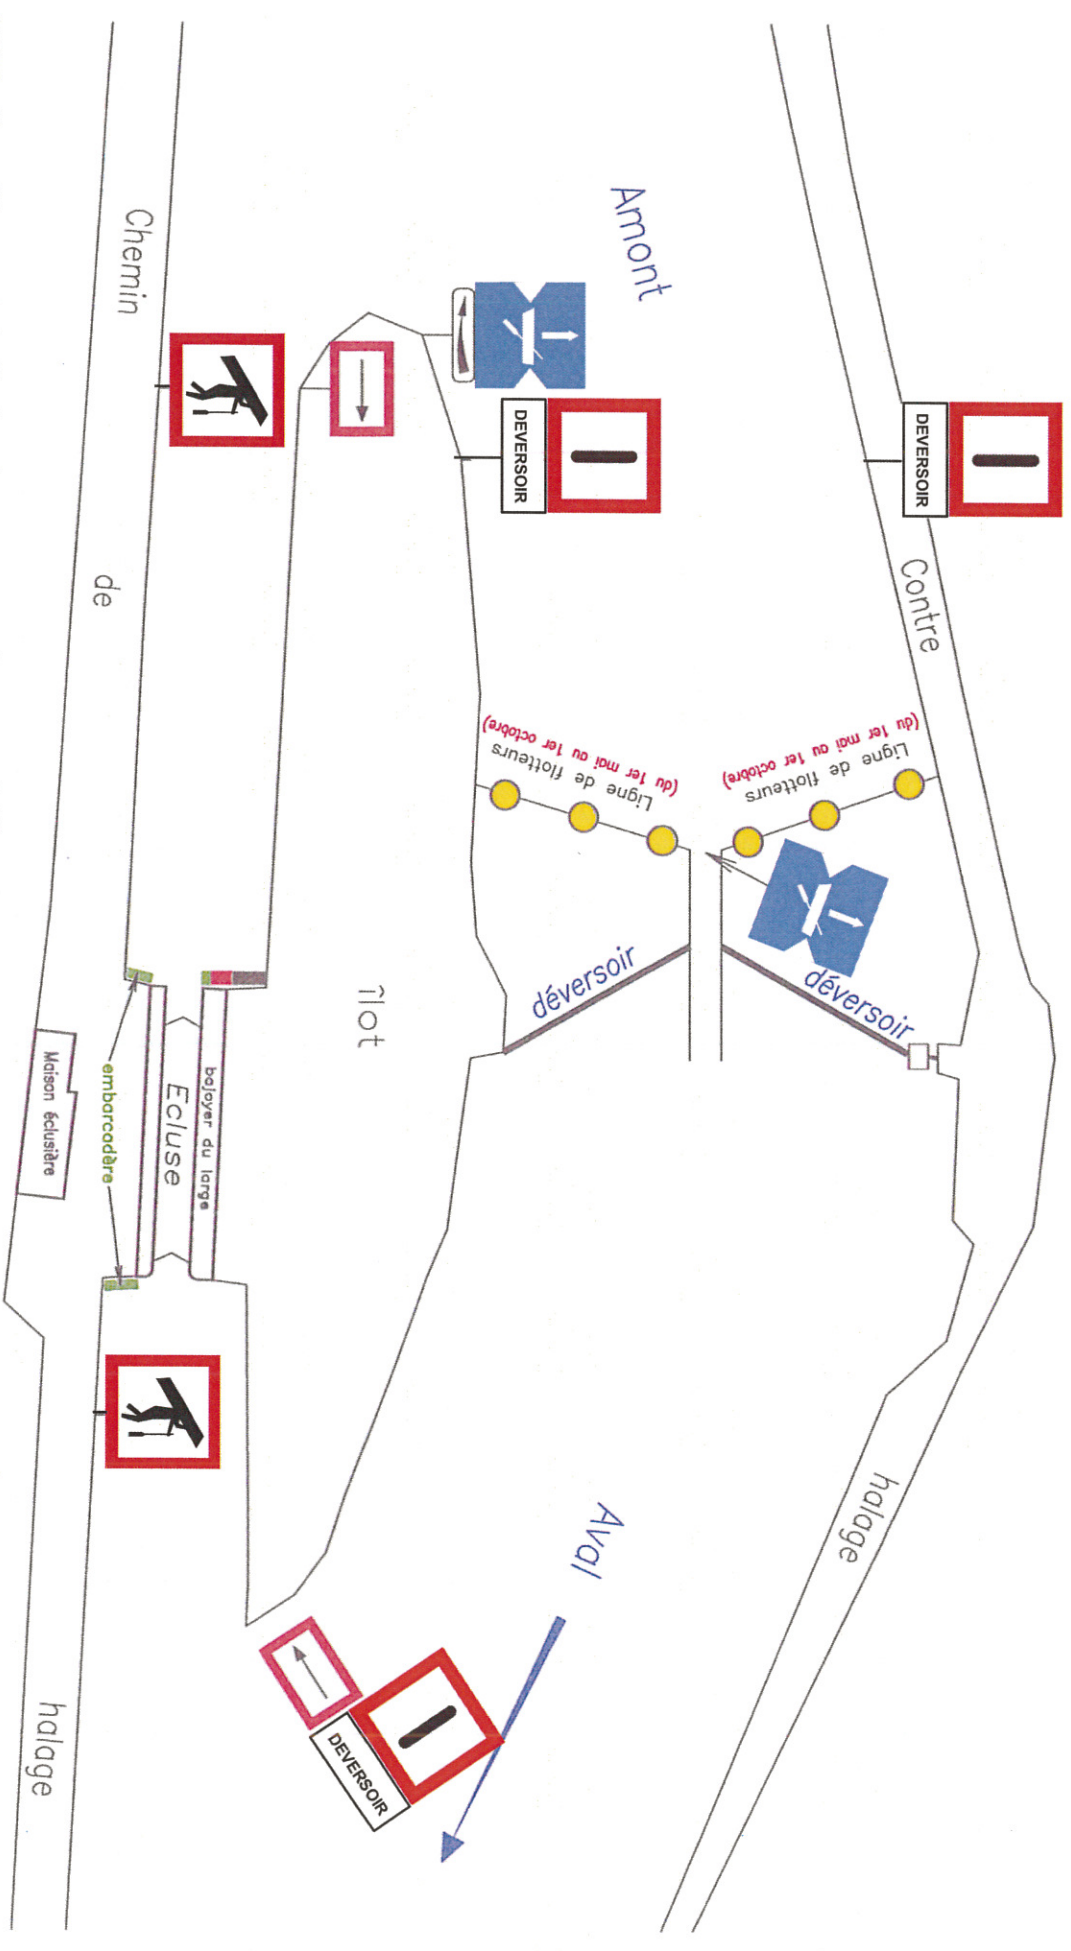 Amont
Chemin
de
halage
Contre
halage
DEVERSOIR
DEVERSOIR
Ligne de flotteurs
(du 1er mai au 1er octobre)
Ligne de flotteurs
(du 1er mai au 1er octobre)
déversoir
déversoir
îlot
bajoyer du large
Ecluse
embarcadère
Maison éclusière
Aval
DEVERSOIR